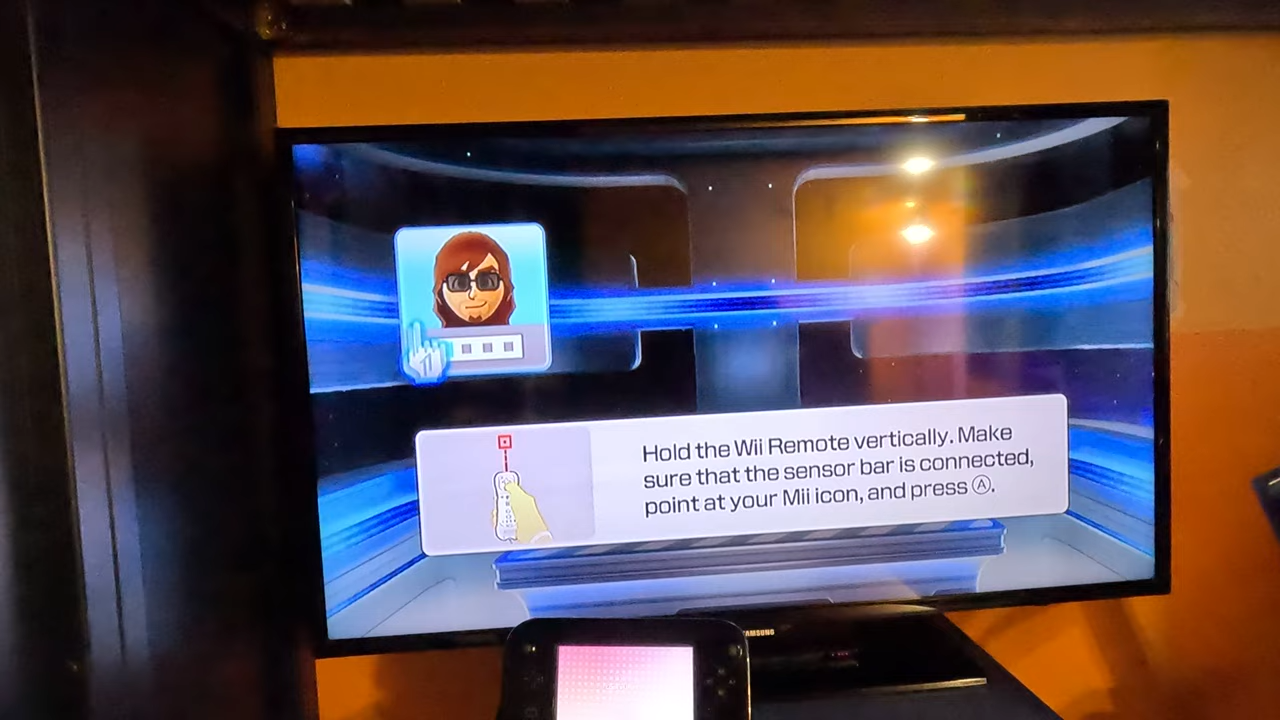 Hold the Wii Remote vertically. Make
sure that the sensor bar is connected,
point at your Mii icon, and press Ⓐ.
SAMSUNG